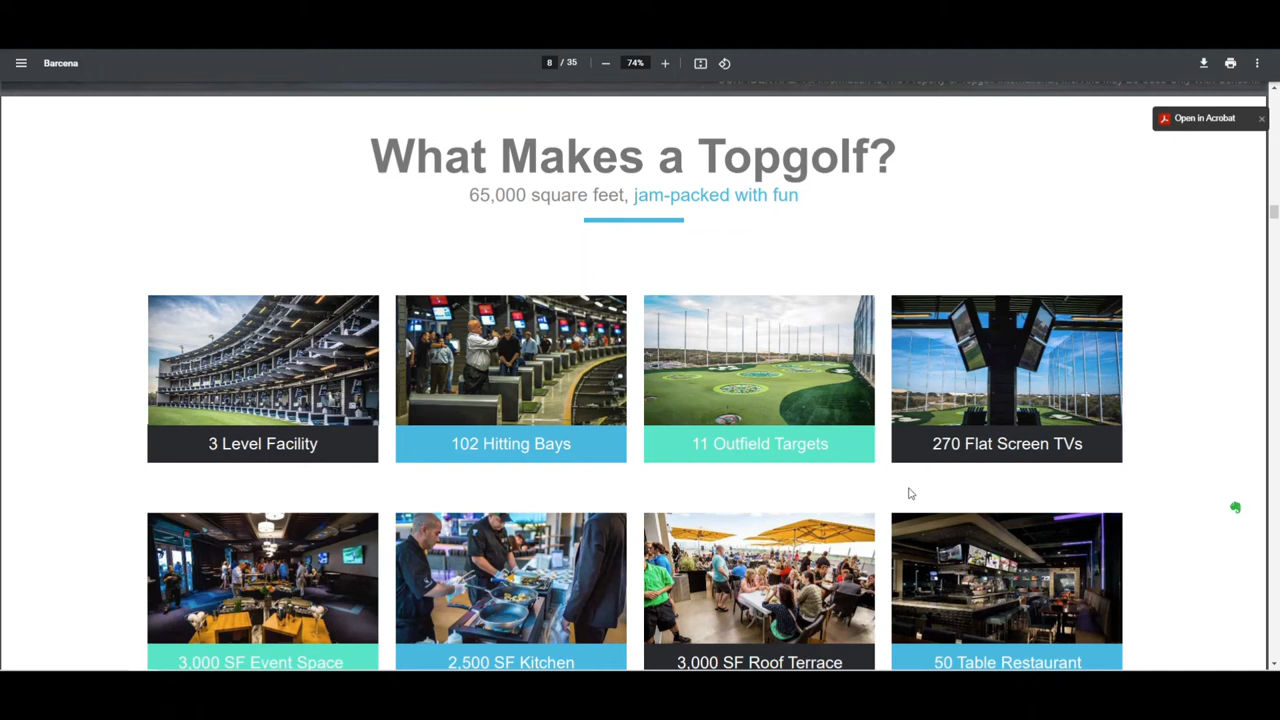 Barcena
8 / 35
74%
Open in Acrobat
What Makes a Topgolf?
65,000 square feet, jam-packed with fun
3 Level Facility
102 Hitting Bays
11 Outfield Targets
270 Flat Screen TVs
3,000 SF Event Space
2,500 SF Kitchen
3,000 SF Roof Terrace
50 Table Restaurant